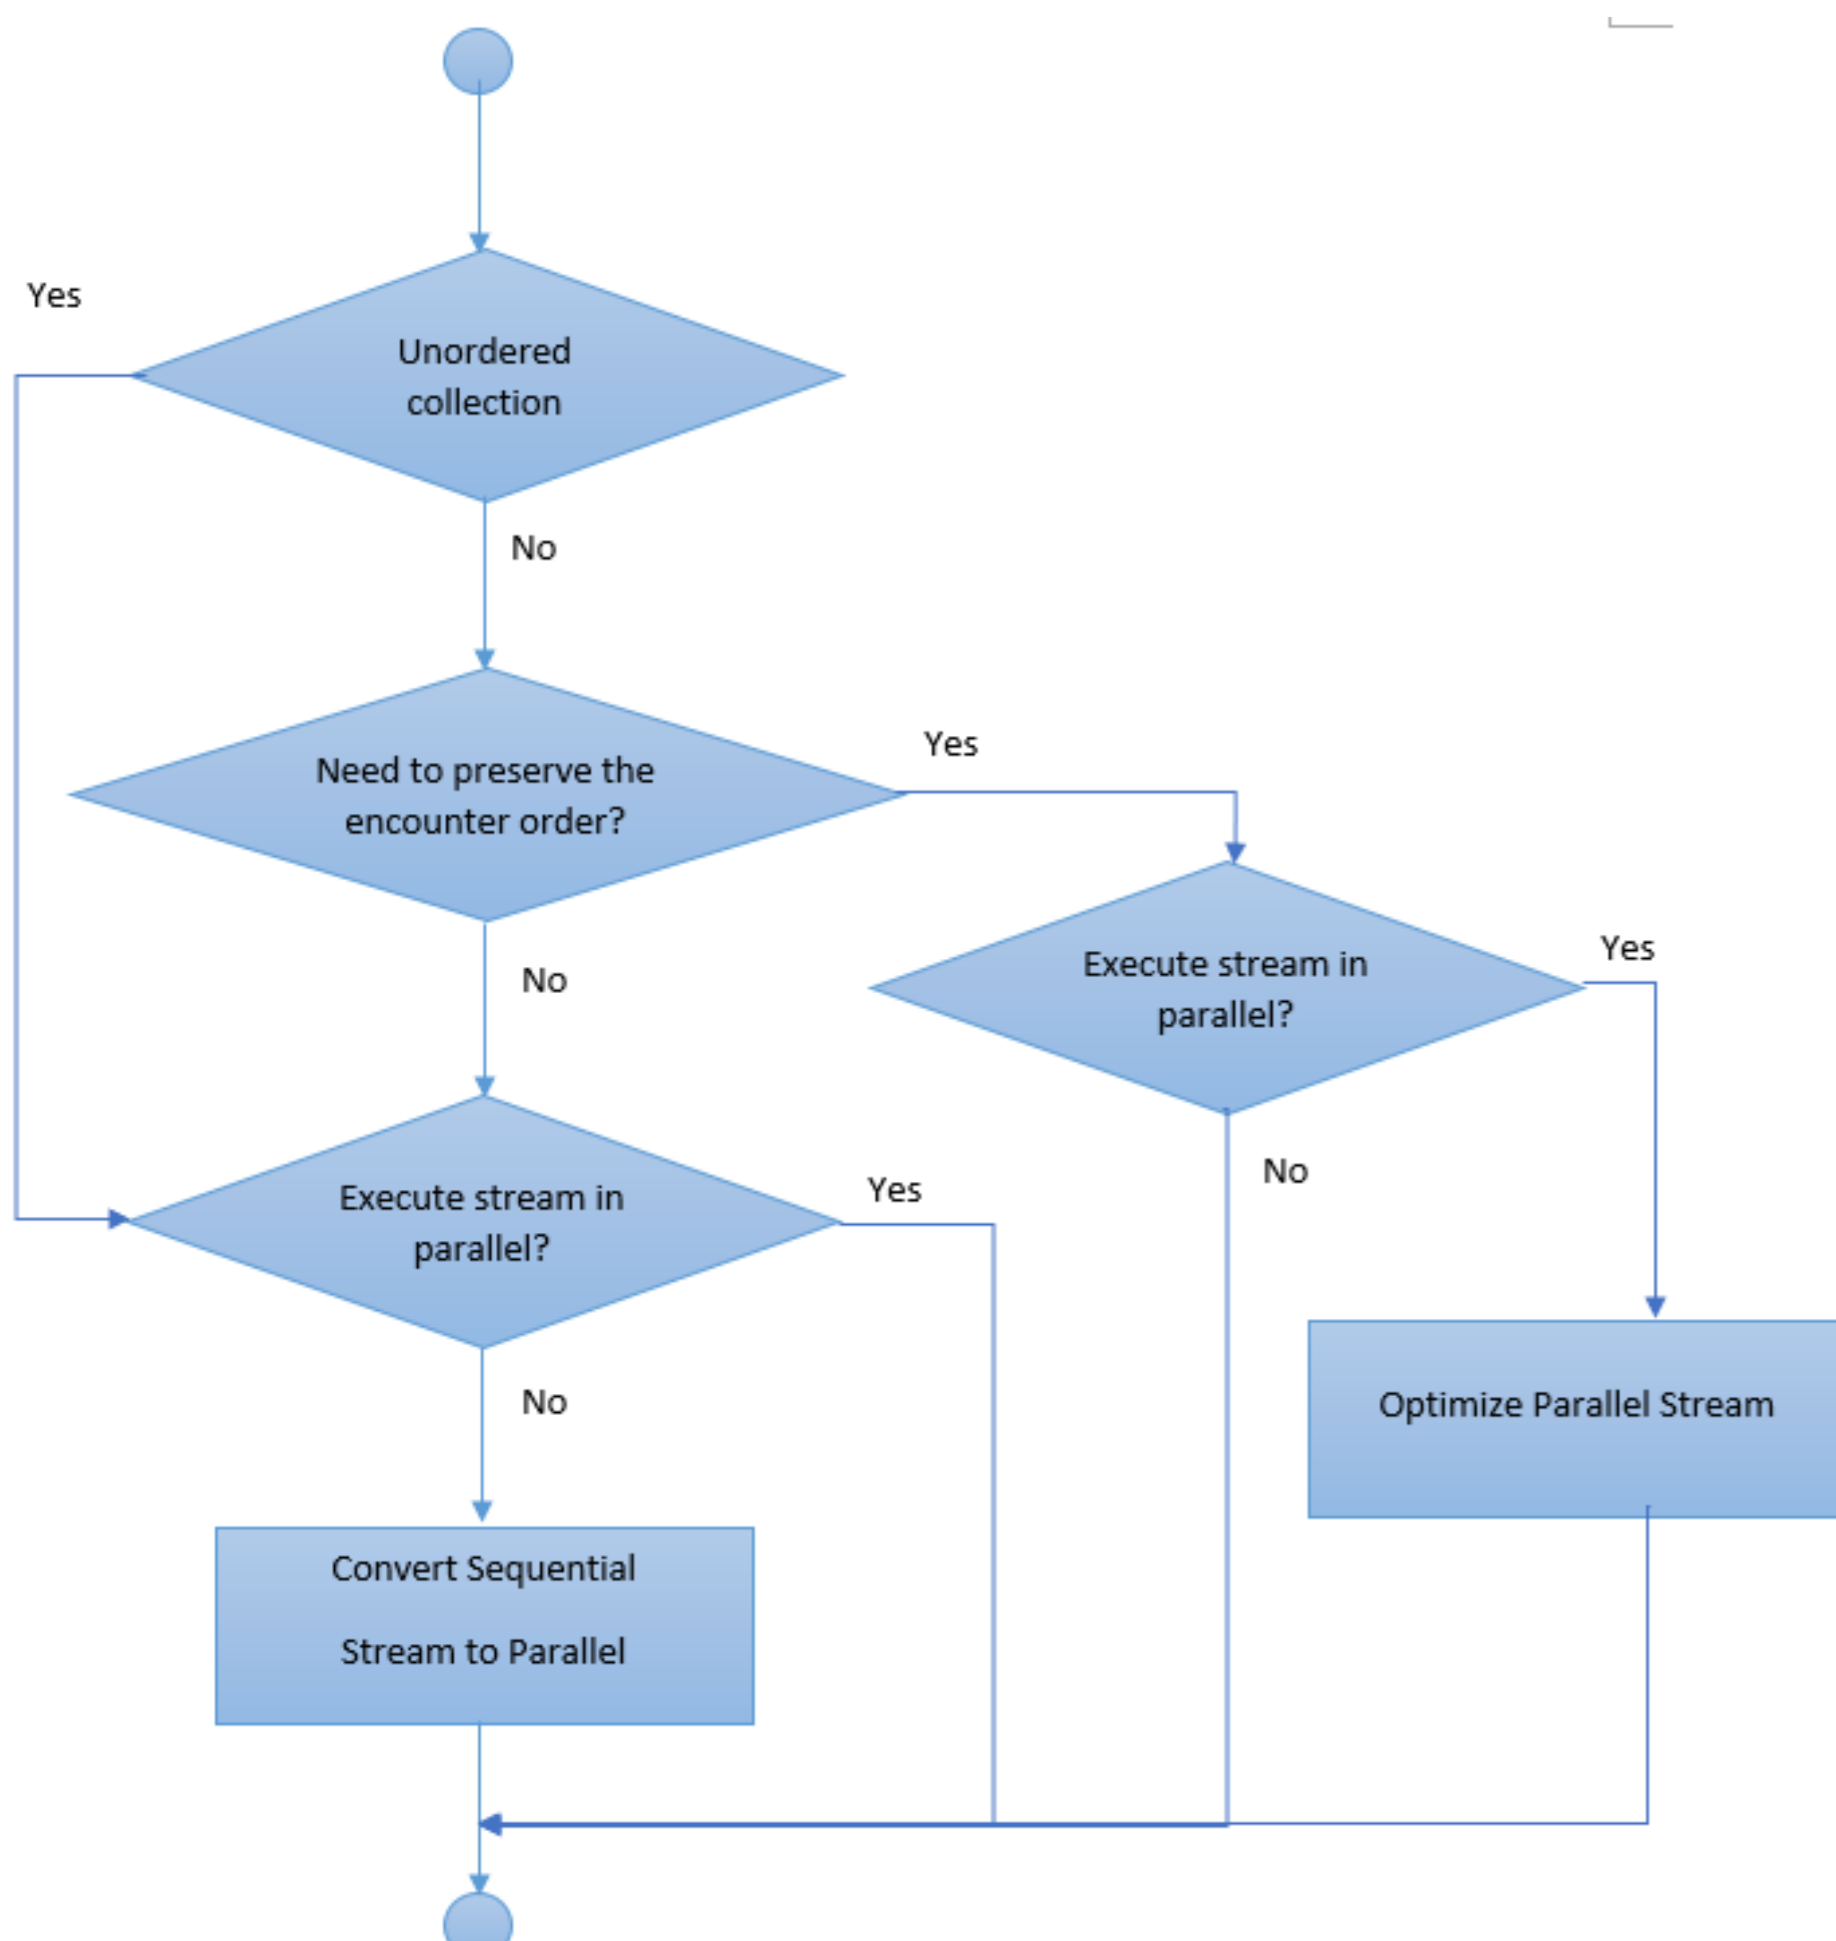 Yes
Unordered
collection
No
Need to preserve the
encounter order?
Yes
No
Execute stream in
parallel?
Yes
No
Execute stream in
parallel?
Yes
No
Optimize Parallel Stream
Convert Sequential
Stream to Parallel